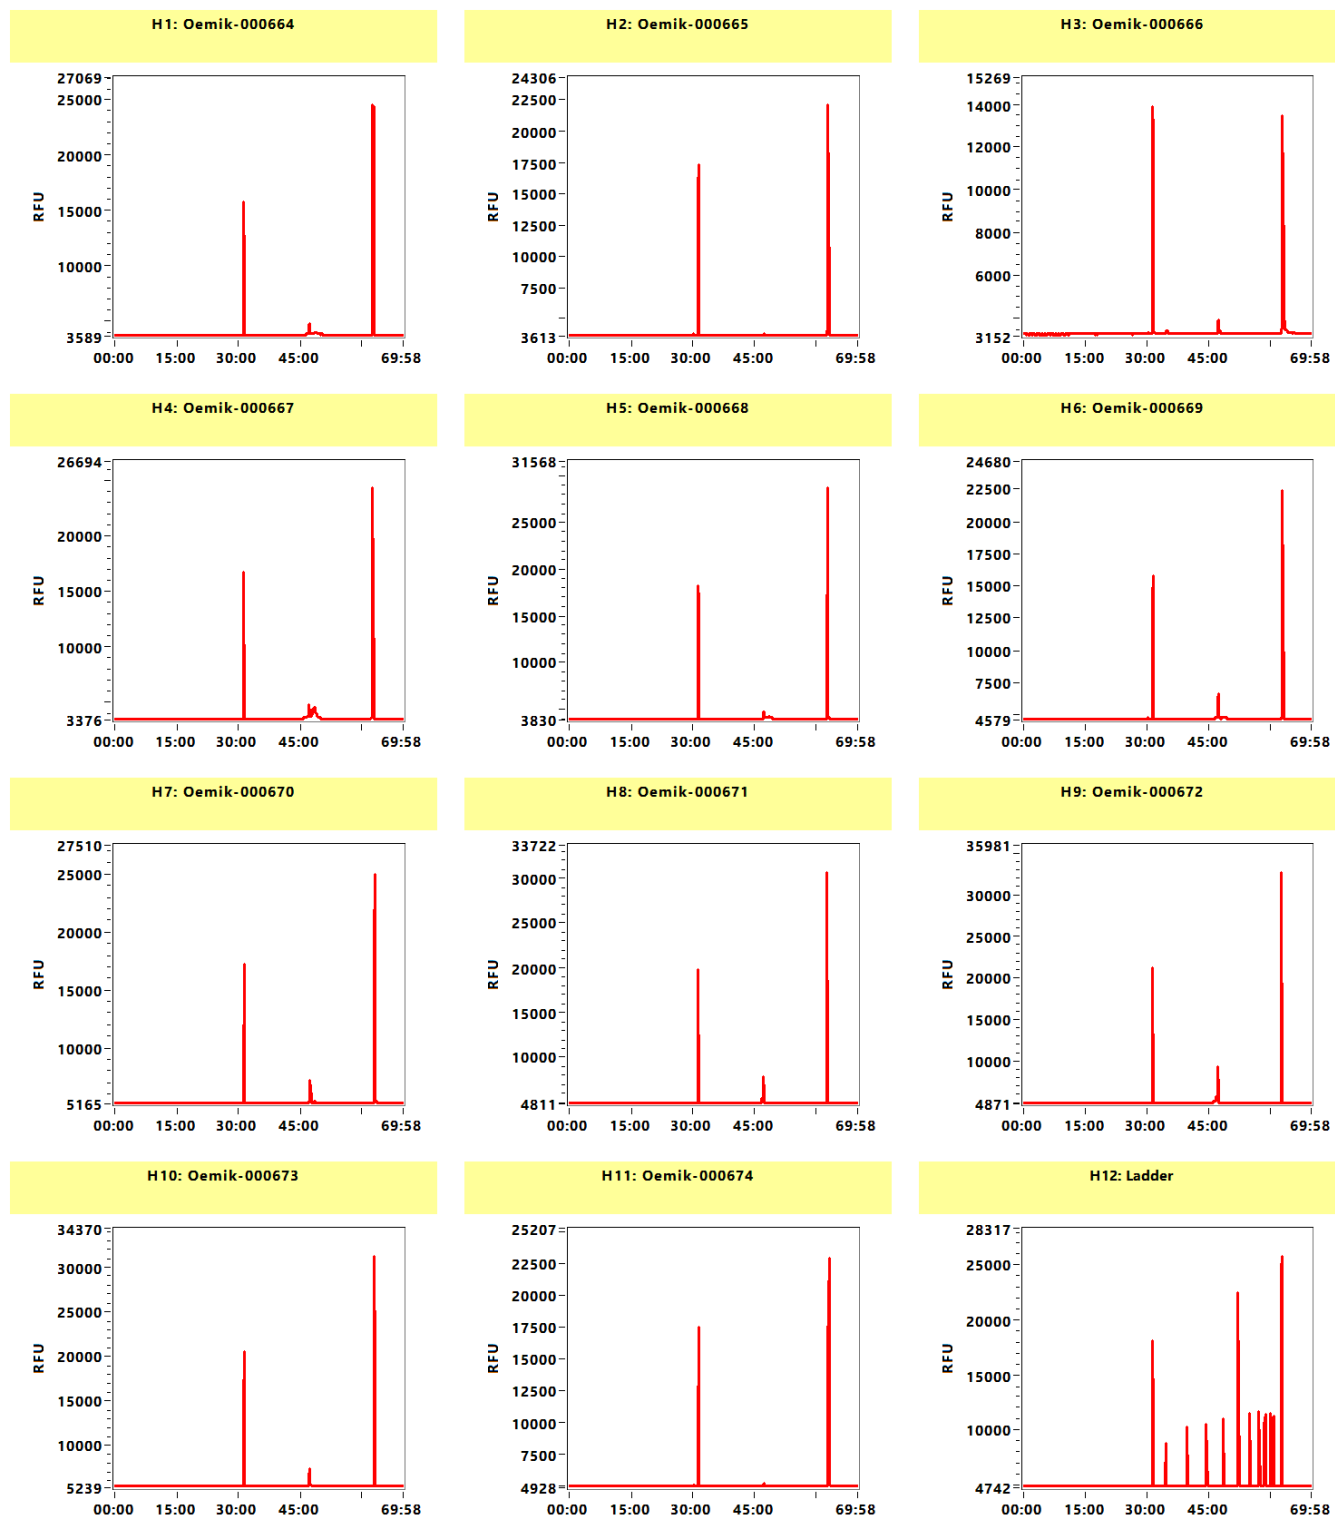 H1: Oemik-000664
H2: Oemik-000665
H3: Oemik-000666
27069
25000
20000
15000
10000
3589
RFU
00:00 15:00 30:00 45:00 69:58
24306
22500
20000
17500
15000
12500
10000
7500
3613
RFU
00:00 15:00 30:00 45:00 69:58
15269
14000
12000
10000
8000
6000
3152
RFU
00:00 15:00 30:00 45:00 69:58
H4: Oemik-000667
H5: Oemik-000668
H6: Oemik-000669
26694
20000
15000
10000
3376
RFU
00:00 15:00 30:00 45:00 69:58
31568
25000
20000
15000
10000
3830
RFU
00:00 15:00 30:00 45:00 69:58
24680
22500
20000
17500
15000
12500
10000
7500
4579
RFU
00:00 15:00 30:00 45:00 69:58
H7: Oemik-000670
H8: Oemik-000671
H9: Oemik-000672
27510
25000
20000
15000
10000
5165
RFU
00:00 15:00 30:00 45:00 69:58
33722
30000
25000
20000
15000
10000
4811
RFU
00:00 15:00 30:00 45:00 69:58
35981
30000
25000
20000
15000
10000
4871
RFU
00:00 15:00 30:00 45:00 69:58
H10: Oemik-000673
H11: Oemik-000674
H12: Ladder
34370
30000
25000
20000
15000
10000
5239
RFU
00:00 15:00 30:00 45:00 69:58
25207
22500
20000
17500
15000
12500
10000
7500
4928
RFU
00:00 15:00 30:00 45:00 69:58
28317
25000
20000
15000
10000
4742
RFU
00:00 15:00 30:00 45:00 69:58